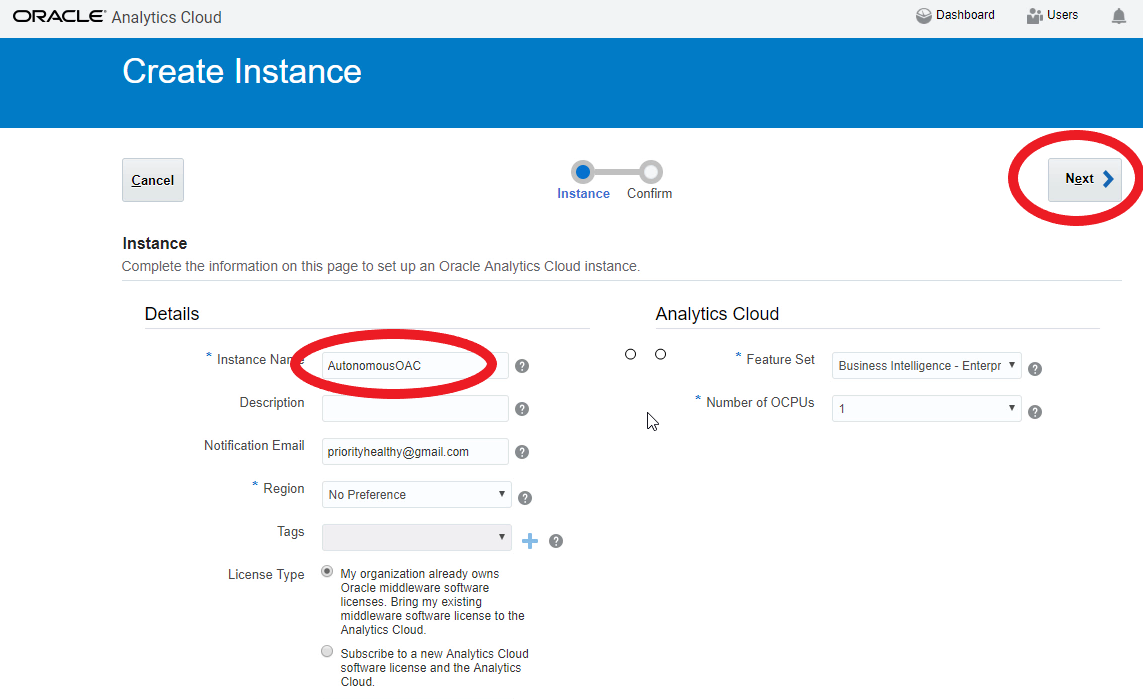 ORACLE Analytics Cloud
Dashboard
Users
Create Instance
Cancel
Instance
Confirm
Next
Instance
Complete the information on this page to set up an Oracle Analytics Cloud instance.
Details
* Instance Name
AutonomousOAC
?
Description
?
Notification Email
priorityhealthy@gmail.com
?
* Region
No Preference
?
Tags
?
License Type
My organization already owns
Oracle middleware software
licenses. Bring my existing
middleware software license to the
Analytics Cloud.
Subscribe to a new Analytics Cloud
software license and the Analytics
Cloud.
Analytics Cloud
* Feature Set
Business Intelligence - Enterpr
?
* Number of OCPUs
1
?